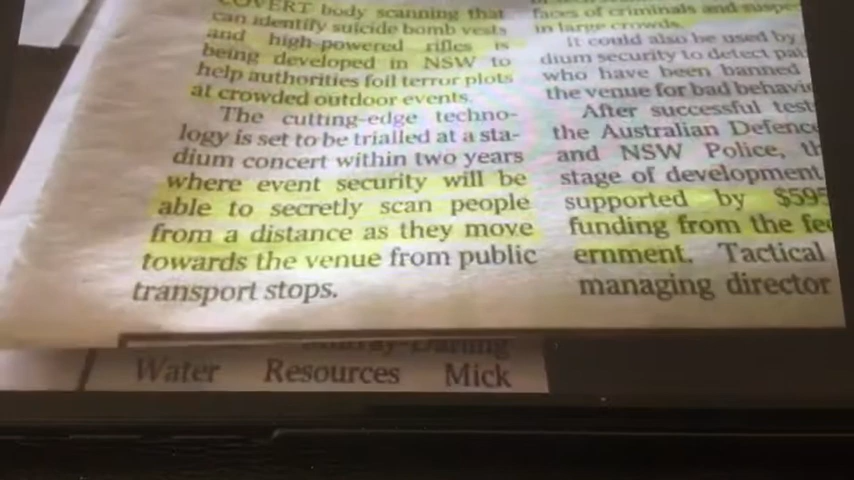 COVERT body scanning that
can identify suicide bomb vests
and high-powered rifles is
being developed in NSW to
help authorities foil terror plots
at crowded outdoor events.
The cutting-edge techno-
logy is set to be trialled at a sta-
dium concert within two years
where event security will be
able to secretly scan people
from a distance as they move
towards the venue from public
transport stops.
faces of criminals and suspe
in large crowds.
It could also be used by
dium security to detect pat
who have been banned
the venue for bad behavi
After successful test
the Australian Defence
and NSW Police, th
stage of development
supported by $595
funding from the fe
ernment. Tactical
managing director
Murray-Darling
Water Resources Mick